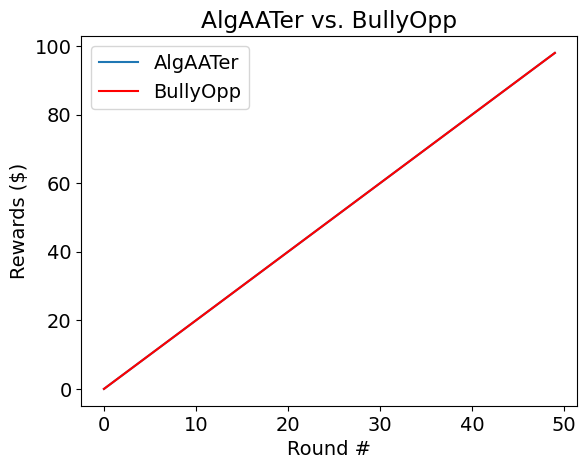 AlgAATer vs. BullyOpp
AlgAATer
BullyOpp
Rewards ($)
100
80
60
40
20
0
0 10 20 30 40 50
Round #